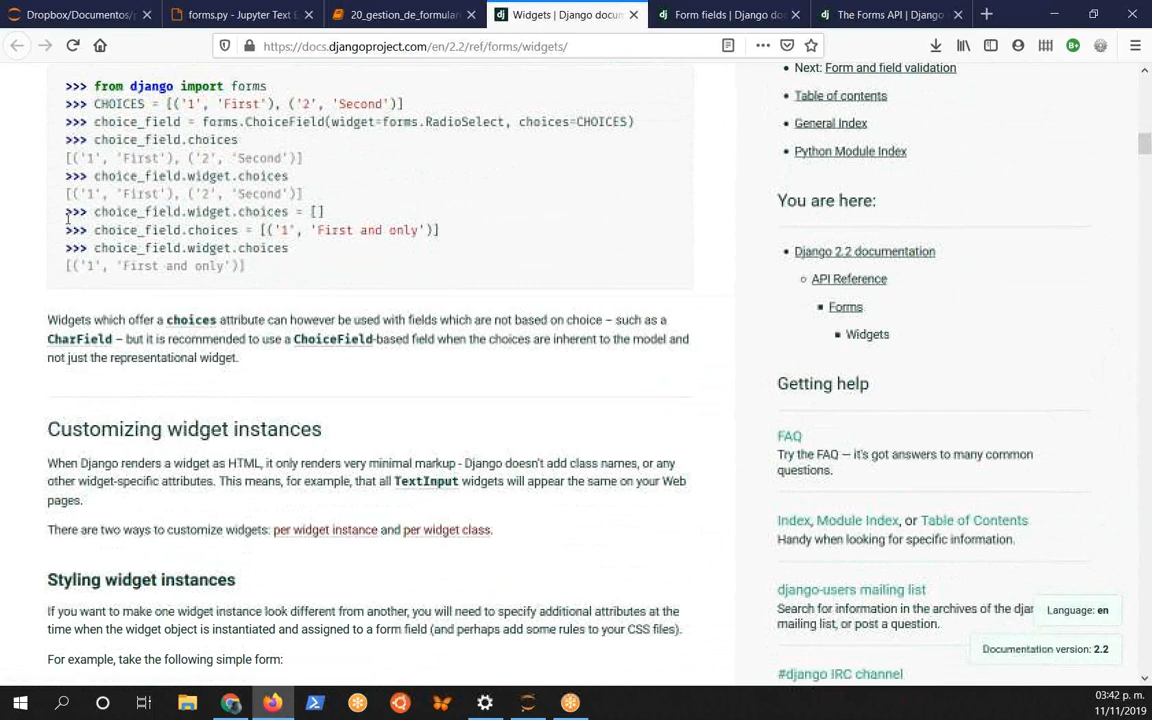 Dropbox/Documentos/
forms.py - Jupyter Text E
20_gestion_de_formular
Widgets | Django docum
Form fields | Django do
The Forms API | Django
https://docs.djangoproject.com/en/2.2/ref/forms/widgets/
>>> from django import forms
>>> CHOICES = [('1', 'First'), ('2', 'Second')]
>>> choice_field = forms.ChoiceField(widget=forms.RadioSelect, choices=CHOICES)
>>> choice_field.choices
[('1', 'First'), ('2', 'Second')]
>>> choice_field.widget.choices
[('1', 'First'), ('2', 'Second')]
>>> choice_field.widget.choices = []
>>> choice_field.choices = [('1', 'First and only')]
>>> choice_field.widget.choices
[('1', 'First and only')]
Widgets which offer a choices attribute can however be used with fields which are not based on choice – such as a
CharField – but it is recommended to use a ChoiceField-based field when the choices are inherent to the model and
not just the representational widget.
Customizing widget instances
When Django renders a widget as HTML, it only renders very minimal markup - Django doesn't add class names, or any
other widget-specific attributes. This means, for example, that all TextInput widgets will appear the same on your Web
pages.
There are two ways to customize widgets: per widget instance and per widget class.
Styling widget instances
If you want to make one widget instance look different from another, you will need to specify additional attributes at the
time when the widget object is instantiated and assigned to a form field (and perhaps add some rules to your CSS files).
For example, take the following simple form:
Next: Form and field validation
Table of contents
General Index
Python Module Index
You are here:
Django 2.2 documentation
API Reference
Forms
Widgets
Getting help
FAQ
Try the FAQ — it's got answers to many common
questions.
Index, Module Index, or Table of Contents
Handy when looking for specific information.
django-users mailing list
Search for information in the archives of the djan
mailing list, or post a question.
#django IRC channel
Language: en
Documentation version: 2.2
03:42 p. m.
11/11/2019